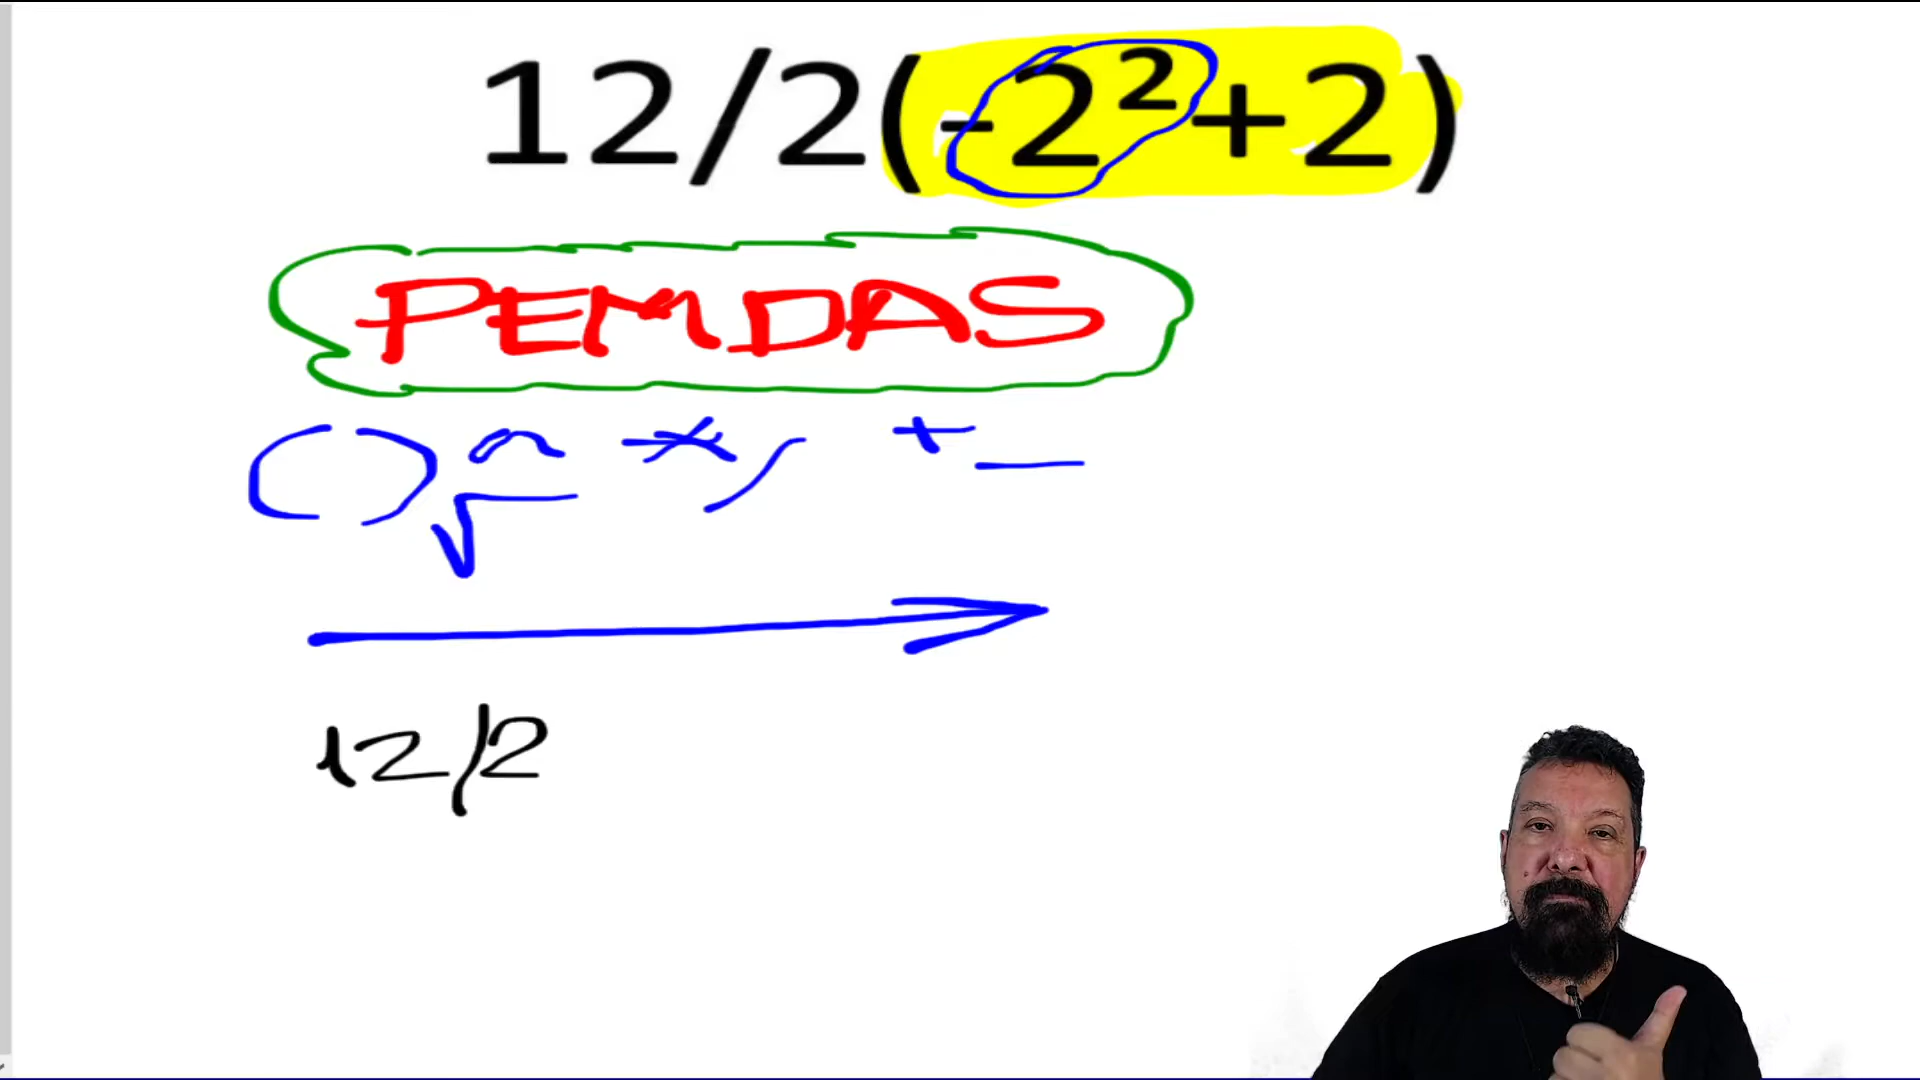 12/2(-2²+2)
PEMDAS
( ) ^ √ * / + -
12/2